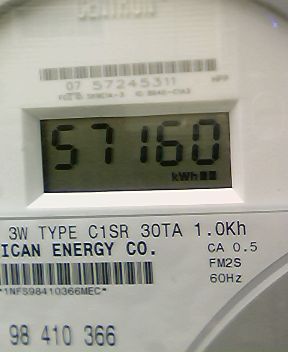 CENTRON
07 57245311
57160
kWh
3W TYPE C1SR 30TA 1.0Kh
ICAN ENERGY CO.
CA 0.5
FM2S
60Hz
*1NFS98410366MEC*
98 410 366